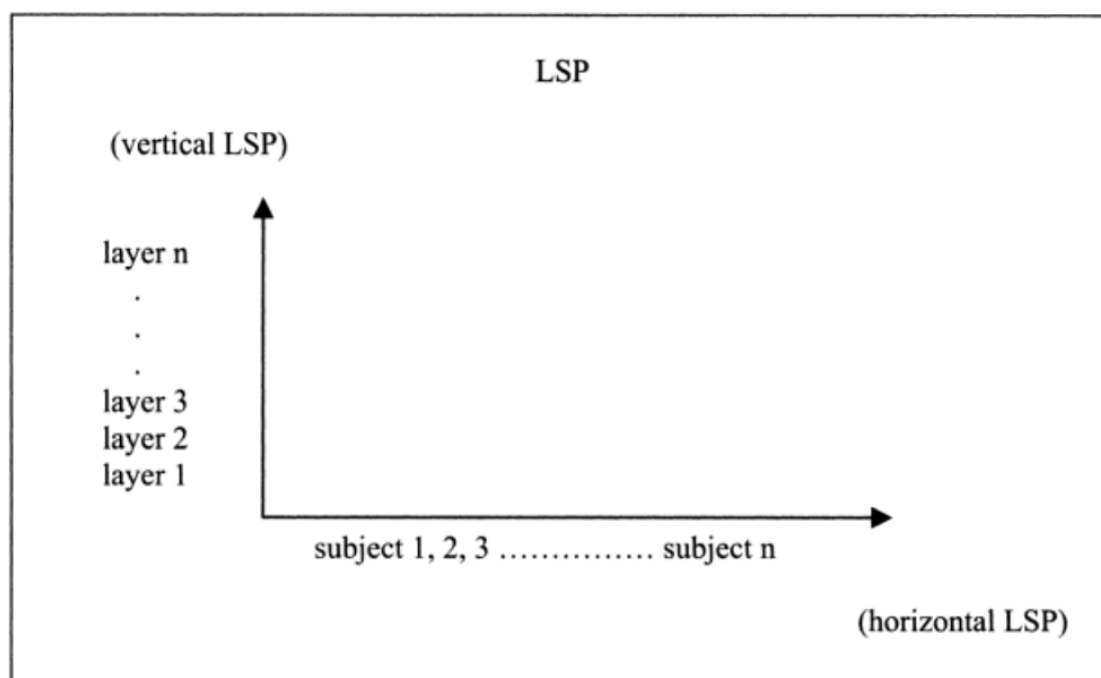 LSP
(vertical LSP)
layer n
.
.
.
layer 3
layer 2
layer 1
subject 1, 2, 3 …………… subject n
(horizontal LSP)